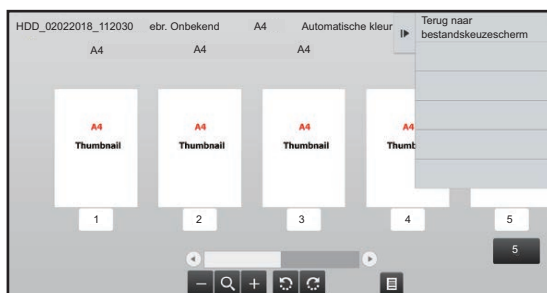 HDD_02022018_112030 ebr. Onbekend A4 Automatische kleur
Terug naar
bestandskeuzescherm
A4 A4 A4
A4 A4 A4 A4
Thumbnail Thumbnail Thumbnail Thumb
1 2 3 4 5
5